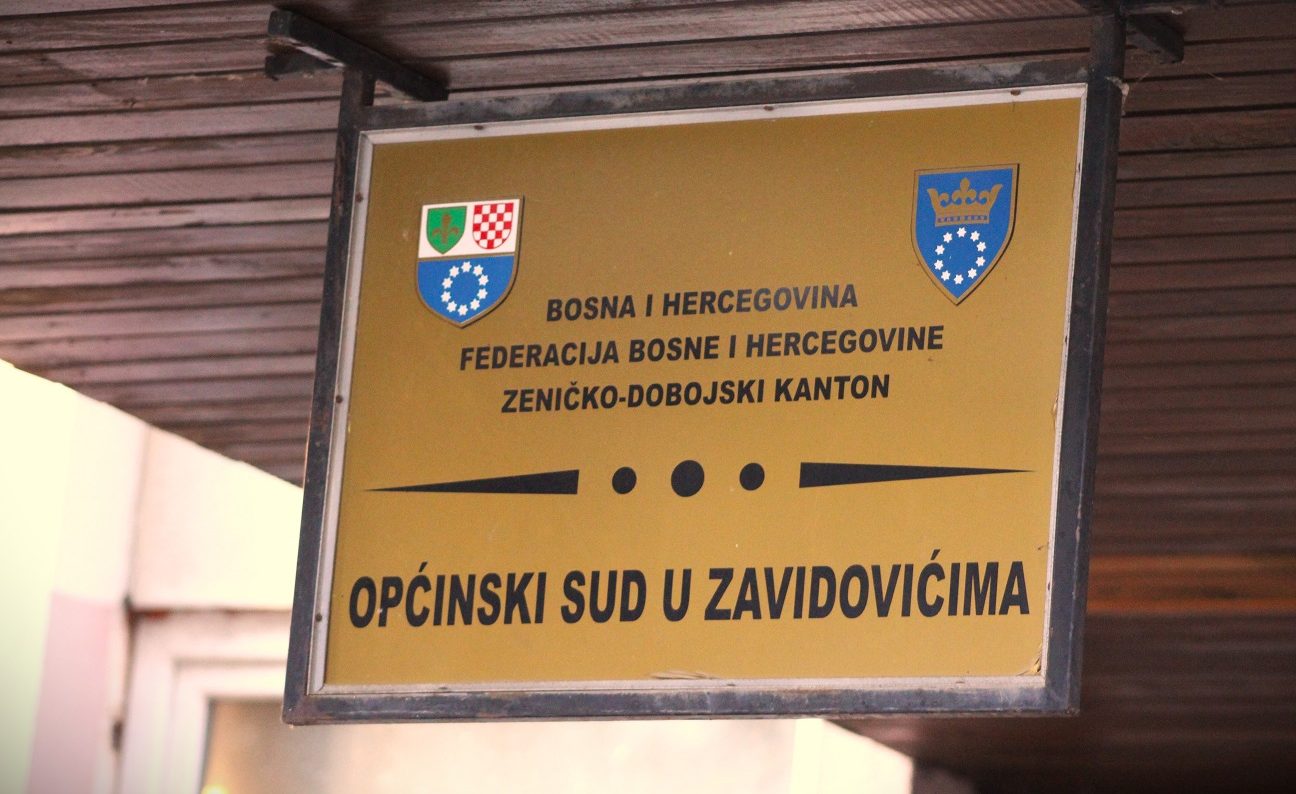 BOSNA I HERCEGOVINA
FEDERACIJA BOSNE I HERCEGOVINE
ZENIČKO-DOBOJSKI KANTON
OPĆINSKI SUD U ZAVIDOVIĆIMA